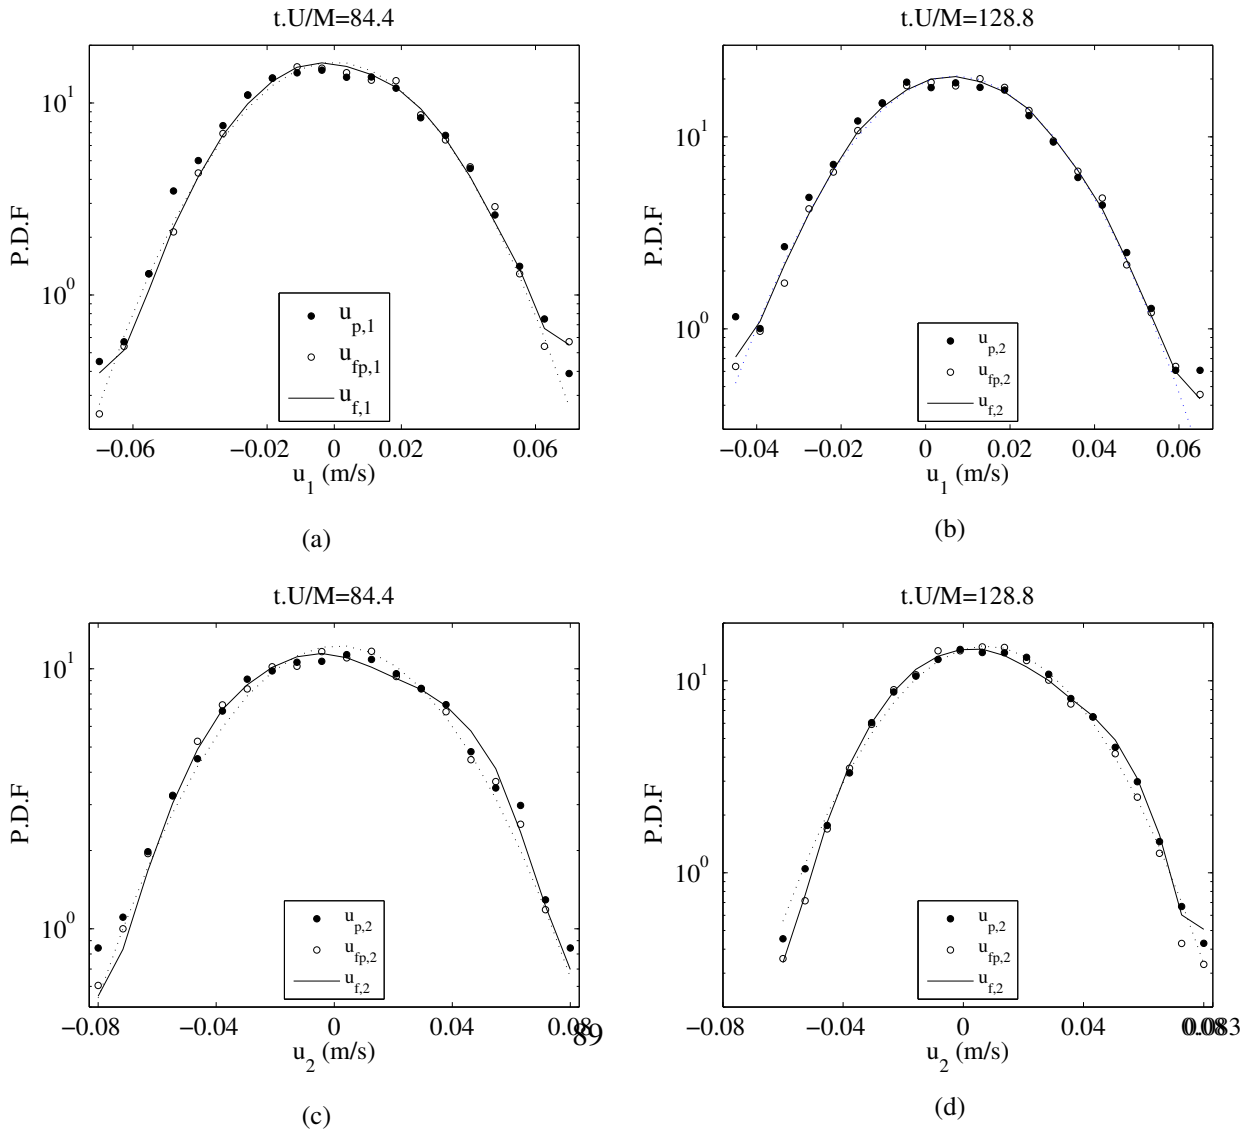 t.U/M=84.4
P.D.F
10^1
10^0
u_p,1
u_fp,1
u_f,1
−0.06 −0.02 0 0.02 0.06
u_1 (m/s)
(a)
t.U/M=128.8
P.D.F
10^1
10^0
u_p,2
u_fp,2
u_f,2
−0.04 −0.02 0 0.02 0.04 0.06
u_1 (m/s)
(b)
t.U/M=84.4
P.D.F
10^1
10^0
u_p,2
u_fp,2
u_f,2
−0.08 −0.04 0 0.04 0.08
u_2 (m/s)
89
(c)
t.U/M=128.8
P.D.F
10^1
10^0
u_p,2
u_fp,2
u_f,2
−0.08 −0.04 0 0.04 0.083
u_2 (m/s)
(d)